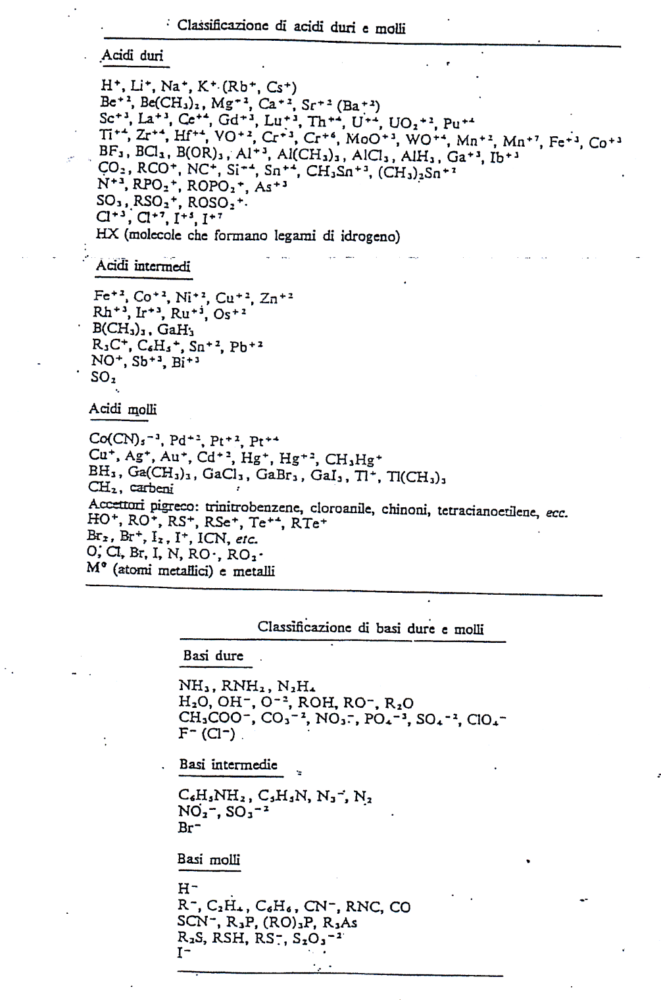 Classificazione di acidi duri e molli
Acidi duri
H⁺, Li⁺, Na⁺, K⁺ (Rb⁺, Cs⁺)
Be⁺², Be(CH₃)₂, Mg⁺², Ca⁺², Sr⁺² (Ba⁺²)
Sc⁺³, La⁺³, Ce⁺⁴, Gd⁺³, Lu⁺³, Th⁺⁴, U⁺⁴, UO₂⁺², Pu⁺⁴
Ti⁺⁴, Zr⁺⁴, Hf⁺⁴, VO⁺², Cr⁺³, Cr⁺⁶, MoO⁺³, WO⁺⁴, Mn⁺², Mn⁺⁷, Fe⁺³, Co⁺³
BF₃, BCl₃, B(OR)₃, Al⁺³, Al(CH₃)₃, AlCl₃, AlH₃, Ga⁺³, Ib⁺³
CO₂, RCO⁺, NC⁺, Si⁺⁴, Sn⁺⁴, CH₃Sn⁺³, (CH₃)₂Sn⁺²
N⁺³, RPO₂⁺, ROPO₂⁺, As⁺³
SO₃, RSO₂⁺, ROSO₂⁺
Cl⁺³, Cl⁺⁷, I⁺⁵, I⁺⁷
HX (molecole che formano legami di idrogeno)
Acidi intermedi
Fe⁺², Co⁺², Ni⁺², Cu⁺², Zn⁺²
Rh⁺³, Ir⁺³, Ru⁺³, Os⁺²
B(CH₃)₃, GaH₃
R₃C⁺, C₆H₅⁺, Sn⁺², Pb⁺²
NO⁺, Sb⁺³, Bi⁺³
SO₂
Acidi molli
Co(CN)₅⁻³, Pd⁺², Pt⁺², Pt⁺⁴
Cu⁺, Ag⁺, Au⁺, Cd⁺², Hg⁺, Hg⁺², CH₃Hg⁺
BH₃, Ga(CH₃)₃, GaCl₃, GaBr₃, GaI₃, Tl⁺, Tl(CH₃)₃
CH₂, carbeni
Accettori pigreco: trinitrobenzene, cloroanile, chinoni, tetracianoetilene, ecc.
HO⁺, RO⁺, RS⁺, RSe⁺, Te⁺⁴, RTe⁺
Br₂, Br⁺, I₂, I⁺, ICN, etc.
O, Cl, Br, I, N, RO·, RO₂·
M° (atomi metallici) e metalli
Classificazione di basi dure e molli
Basi dure
NH₃, RNH₂, N₂H₄
H₂O, OH⁻, O⁻², ROH, RO⁻, R₂O
CH₃COO⁻, CO₃⁻², NO₃⁻, PO₄⁻³, SO₄⁻², ClO₄⁻
F⁻ (Cl⁻)
Basi intermedie
C₆H₅NH₂, C₅H₅N, N₃⁻, N₂
NO₂⁻, SO₃⁻²
Br⁻
Basi molli
H⁻
R⁻, C₂H₄, C₆H₆, CN⁻, RNC, CO
SCN⁻, R₃P, (RO)₃P, R₃As
R₂S, RSH, RS⁻, S₂O₃⁻²
I⁻